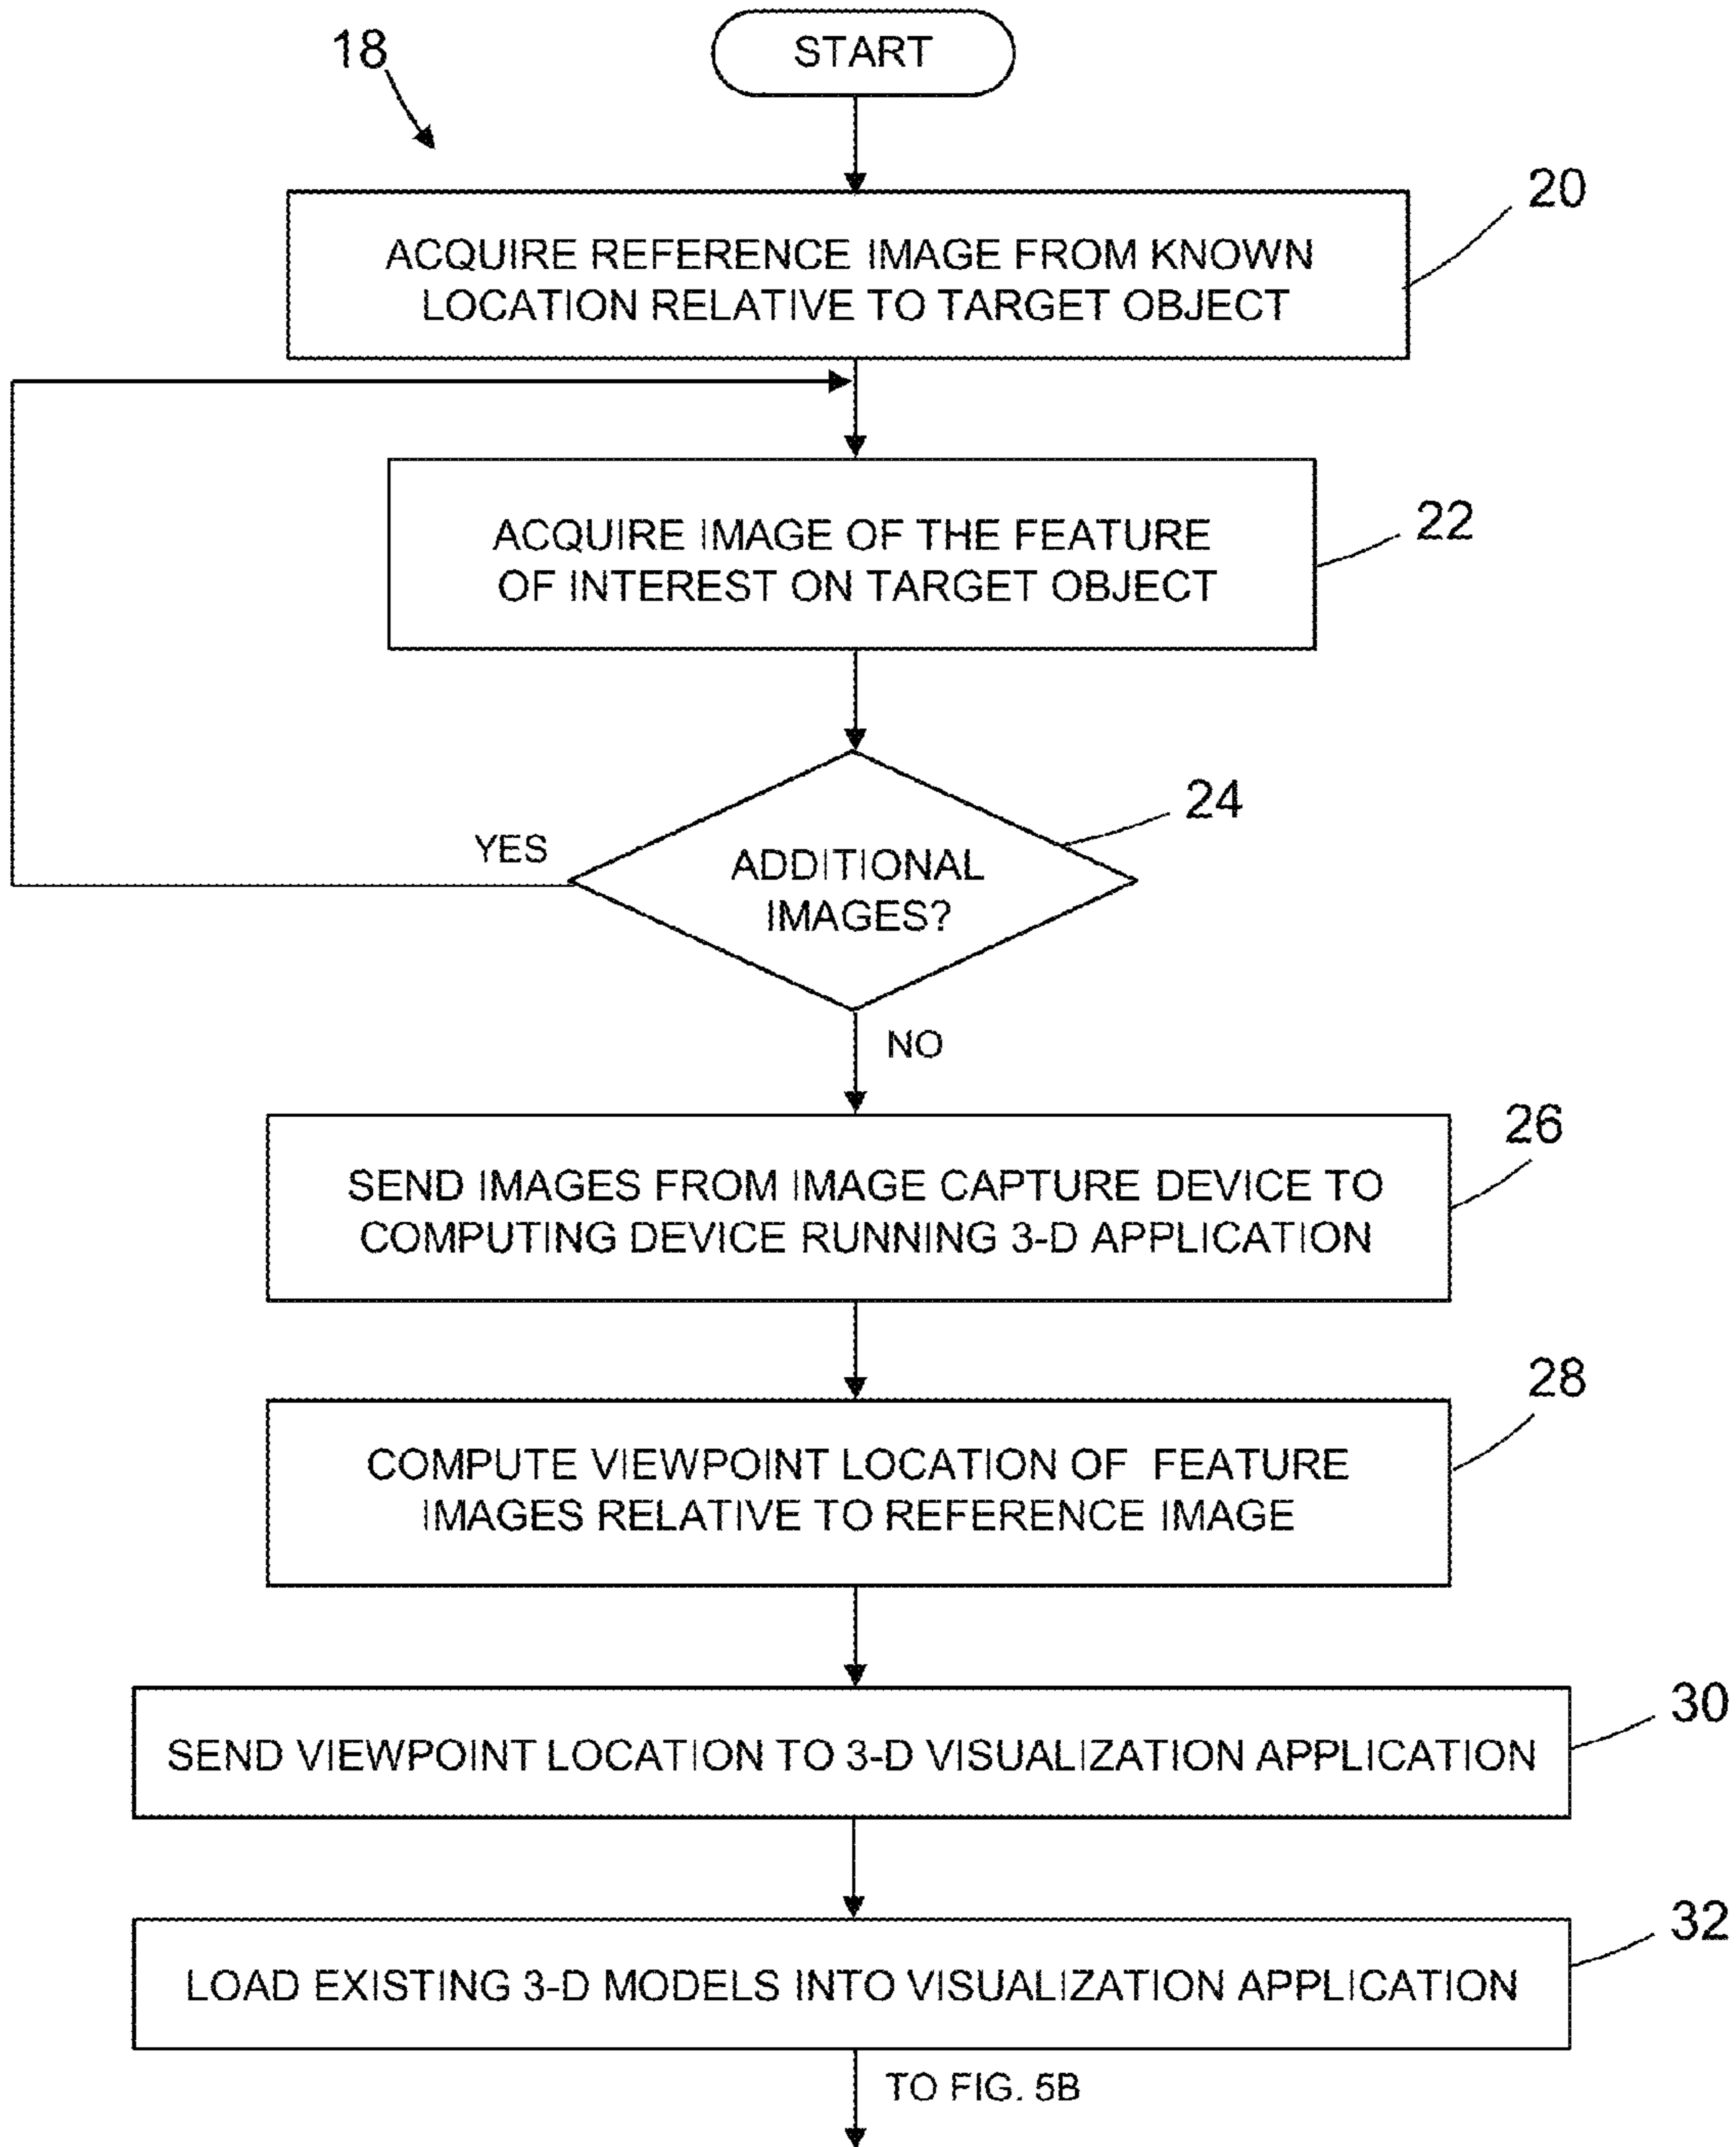 START
18
20
ACQUIRE REFERENCE IMAGE FROM KNOWN
LOCATION RELATIVE TO TARGET OBJECT
22
ACQUIRE IMAGE OF THE FEATURE
OF INTEREST ON TARGET OBJECT
24
YES
ADDITIONAL
IMAGES?
NO
26
SEND IMAGES FROM IMAGE CAPTURE DEVICE TO
COMPUTING DEVICE RUNNING 3-D APPLICATION
28
COMPUTE VIEWPOINT LOCATION OF FEATURE
IMAGES RELATIVE TO REFERENCE IMAGE
30
SEND VIEWPOINT LOCATION TO 3-D VISUALIZATION APPLICATION
32
LOAD EXISTING 3-D MODELS INTO VISUALIZATION APPLICATION
TO FIG. 5B